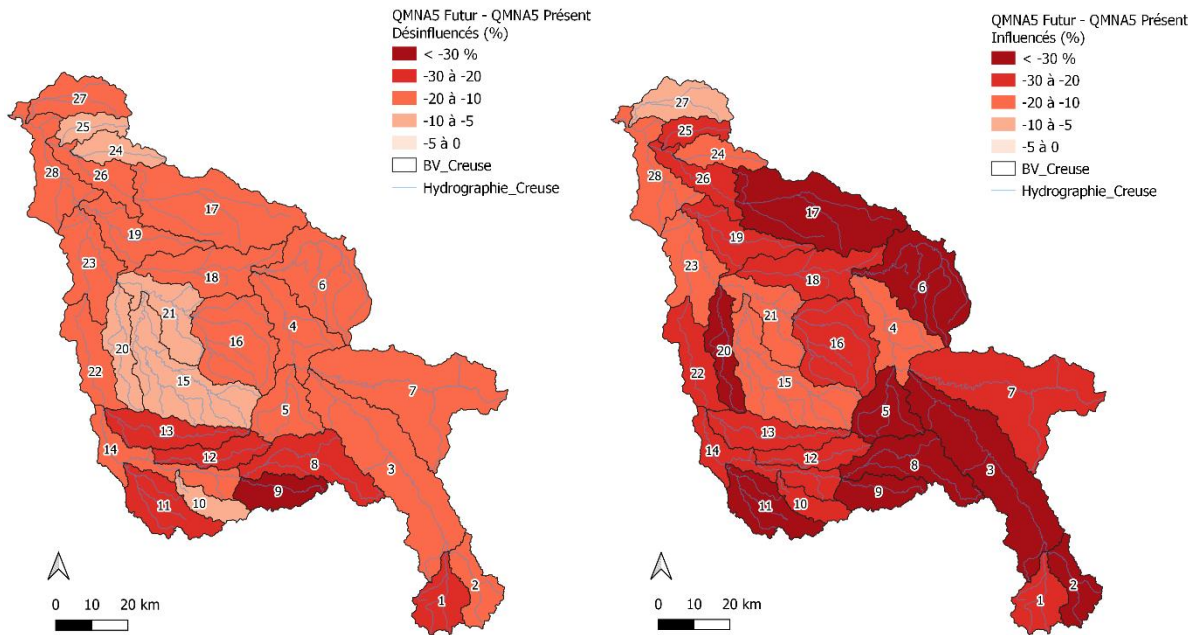 QMNA5 Futur - QMNA5 Présent
Désinfluencés (%)
< -30 %
-30 à -20
-20 à -10
-10 à -5
-5 à 0
BV_Creuse
Hydrographie_Creuse
27
25
24
28
26
17
19
23
18
6
21
4
20
16
22
15
7
5
13
14
12
8
3
9
10
11
2
1
0 10 20 km
QMNA5 Futur - QMNA5 Présent
Influencés (%)
< -30 %
-30 à -20
-20 à -10
-10 à -5
-5 à 0
BV_Creuse
Hydrographie_Creuse
27
25
24
28
26
17
19
23
18
6
21
4
20
16
22
15
7
5
13
14
12
8
3
9
10
11
2
1
0 10 20 km